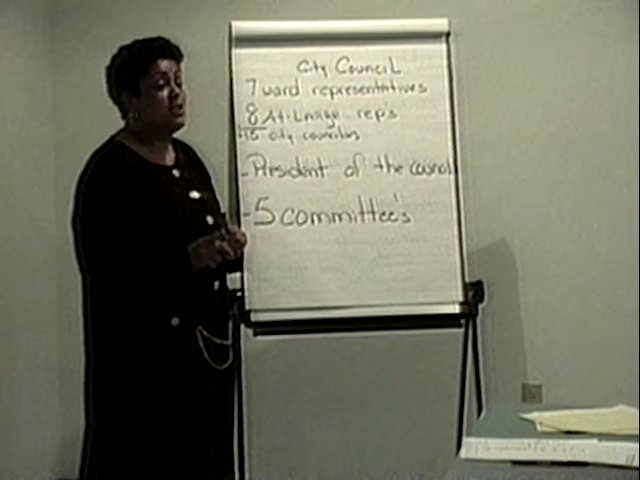 City Council
7 ward representatives
8 At-Large rep's
15 city councilors
- President of the council
- 5 committee's